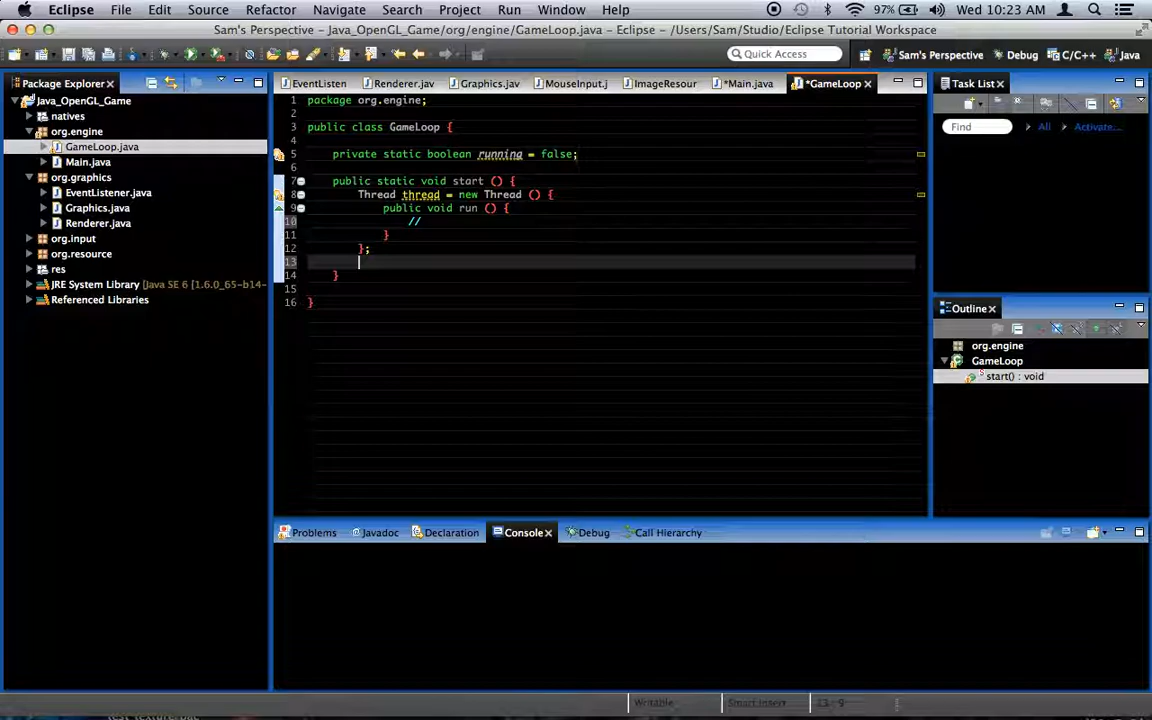 Eclipse File Edit Source Refactor Navigate Search Project Run Window Help 97% Wed 10:23 AM
Sam's Perspective - Java_OpenGL_Game/org/engine/GameLoop.java - Eclipse - /Users/Sam/Studio/Eclipse Tutorial Workspace
Quick Access Sam's Perspective Debug C/C++ Java
Package Explorer
EventListen Renderer.jav Graphics.jav MouseInput.j ImageResour *Main.java *GameLoop
Task List
Java_OpenGL_Game
natives
org.engine
GameLoop.java
Main.java
org.graphics
EventListener.java
Graphics.java
Renderer.java
org.input
org.resource
res
JRE System Library [Java SE 6 (1.6.0_65-b14-
Referenced Libraries
1 package org.engine;
2
3 public class GameLoop {
4
5 private static boolean running = false;
6
7 public static void start () {
8 Thread thread = new Thread () {
9 public void run () {
10 //
11 }
12 };
13
14 }
15
16 }
Find All Activate...
Outline
org.engine
GameLoop
S start() : void
Problems Javadoc Declaration Console Debug Call Hierarchy
Writable Smart Insert 13 : 9